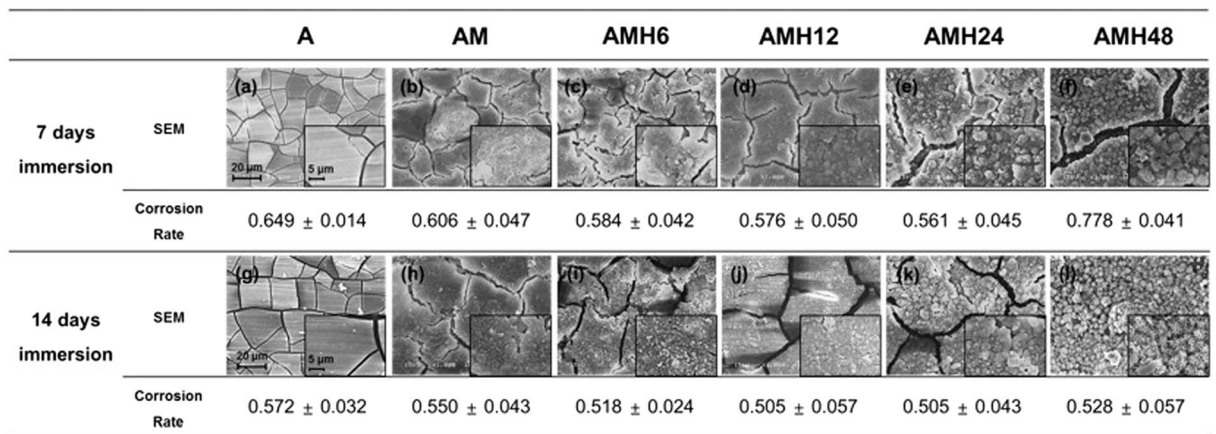 A AM AMH6 AMH12 AMH24 AMH48
7 days
immersion
SEM
(a) (b) (c) (d) (e) (f)
20 μm 5 μm
Corrosion
Rate
0.649 ± 0.014 0.606 ± 0.047 0.584 ± 0.042 0.576 ± 0.050 0.561 ± 0.045 0.778 ± 0.041
14 days
immersion
SEM
(g) (h) (i) (j) (k) (l)
20 μm 5 μm
Corrosion
Rate
0.572 ± 0.032 0.550 ± 0.043 0.518 ± 0.024 0.505 ± 0.057 0.505 ± 0.043 0.528 ± 0.057